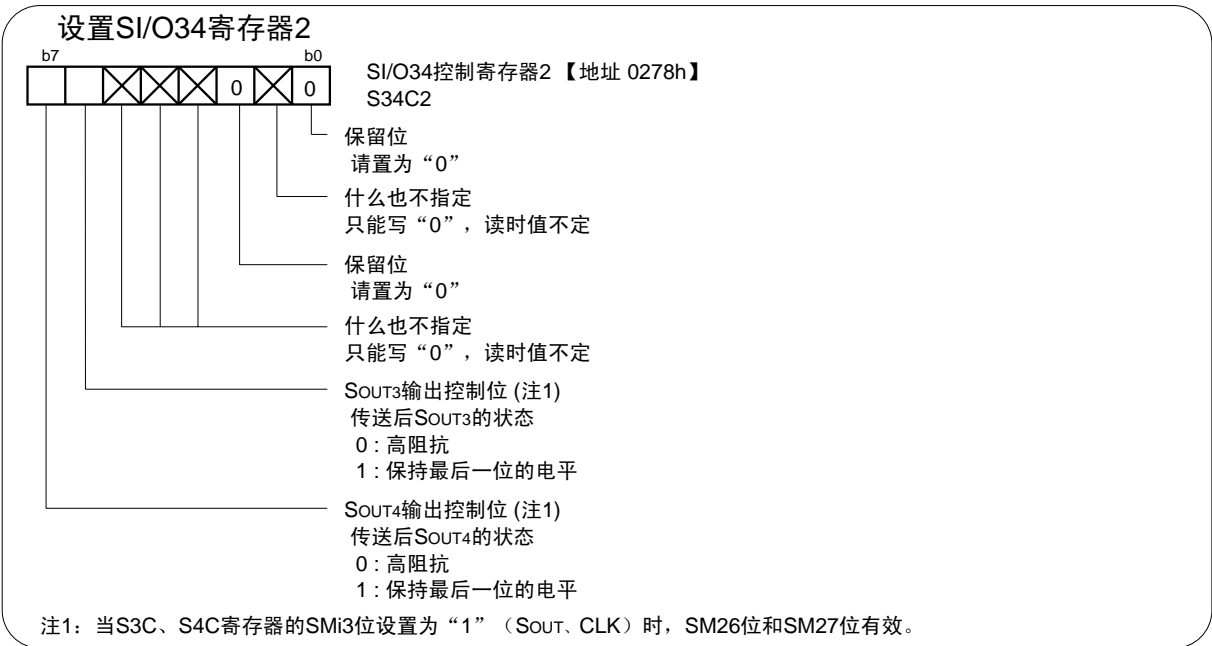 设置SI/O34寄存器2
b7 b0
0 0
SI/O34控制寄存器2 【地址 0278h】
S34C2
保留位
请置为“0”
什么也不指定
只能写“0”，读时值不定
保留位
请置为“0”
什么也不指定
只能写“0”，读时值不定
SOUT3输出控制位 (注1)
传送后SOUT3的状态
0 : 高阻抗
1 : 保持最后一位的电平
SOUT4输出控制位 (注1)
传送后SOUT4的状态
0 : 高阻抗
1 : 保持最后一位的电平
注1：当S3C、S4C寄存器的SMi3位设置为“1”（SOUT、CLK）时，SM26位和SM27位有效。